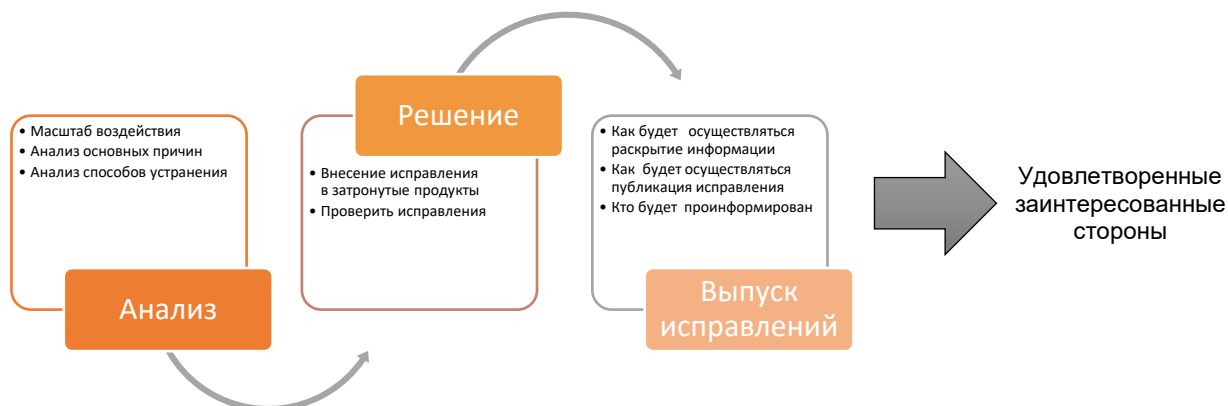 • Масштаб воздействия
• Анализ основных причин
• Анализ способов устранения
Анализ
Решение
• Внесение исправления
в затронутые продукты
• Проверить исправления
• Как будет осуществляться
раскрытие информации
• Как будет осуществляться
публикация исправления
• Кто будет проинформирован
Выпуск
исправлений
Удовлетворенные
заинтересованные
стороны